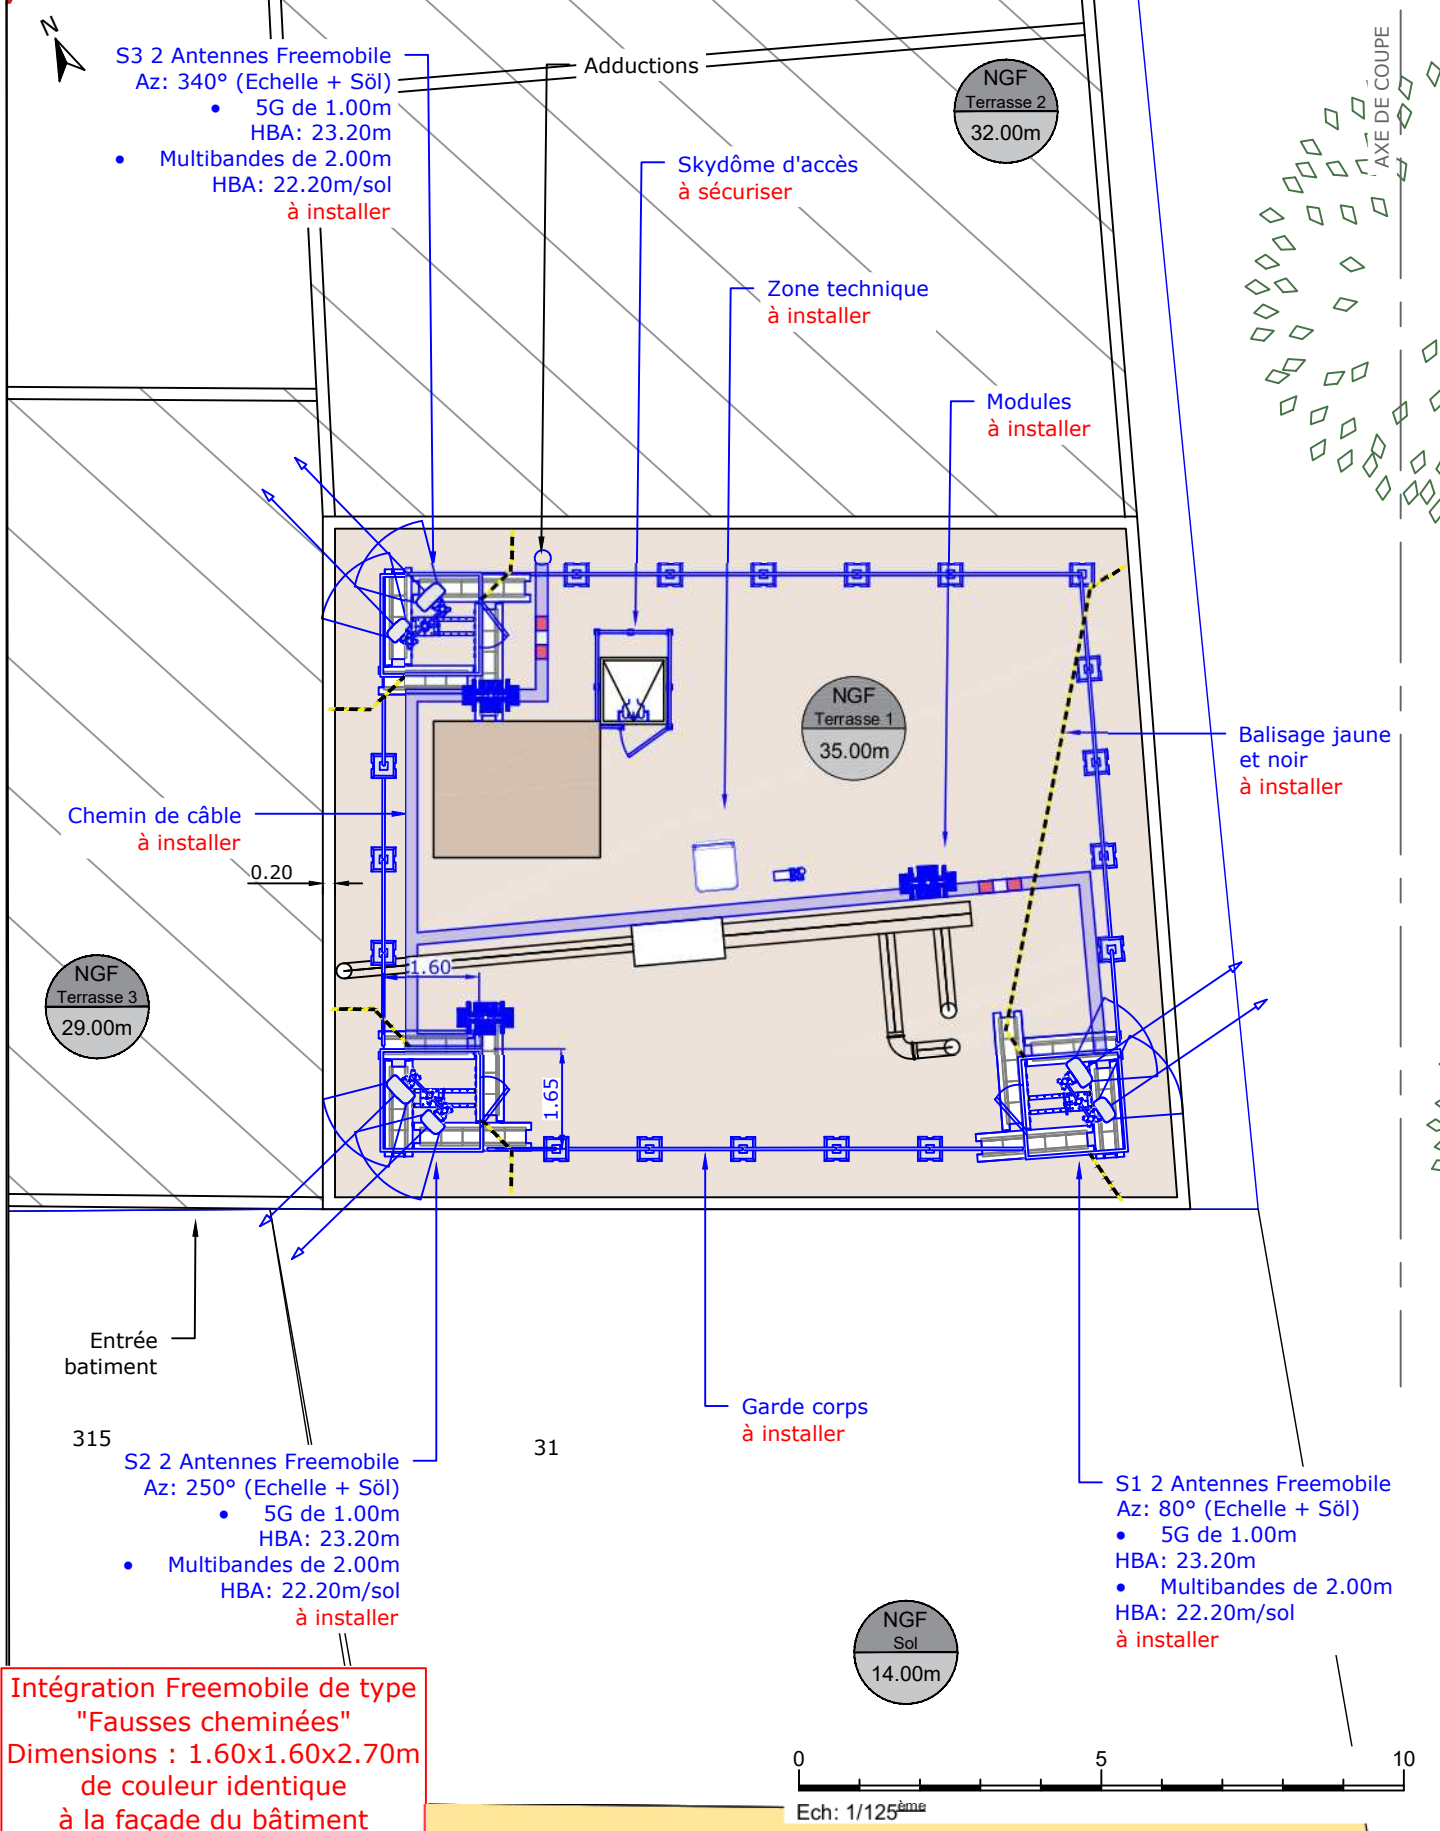 N
S3 2 Antennes Freemobile
Az: 340° (Echelle + Söl)
• 5G de 1.00m
HBA: 23.20m
• Multibandes de 2.00m
HBA: 22.20m/sol
à installer
Adductions
NGF
Terrasse 2
32.00m
AXE DE COUPE
Skydôme d'accès
à sécuriser
Zone technique
à installer
Modules
à installer
NGF
Terrasse 1
35.00m
Balisage jaune
et noir
à installer
Chemin de câble
à installer
0.20
1.60
NGF
Terrasse 3
29.00m
1.65
Entrée
batiment
315
31
Garde corps
à installer
S2 2 Antennes Freemobile
Az: 250° (Echelle + Söl)
• 5G de 1.00m
HBA: 23.20m
• Multibandes de 2.00m
HBA: 22.20m/sol
à installer
S1 2 Antennes Freemobile
Az: 80° (Echelle + Söl)
• 5G de 1.00m
HBA: 23.20m
• Multibandes de 2.00m
HBA: 22.20m/sol
à installer
NGF
Sol
14.00m
Intégration Freemobile de type
"Fausses cheminées"
Dimensions : 1.60x1.60x2.70m
de couleur identique
à la façade du bâtiment
0 5 10
Ech: 1/125ème